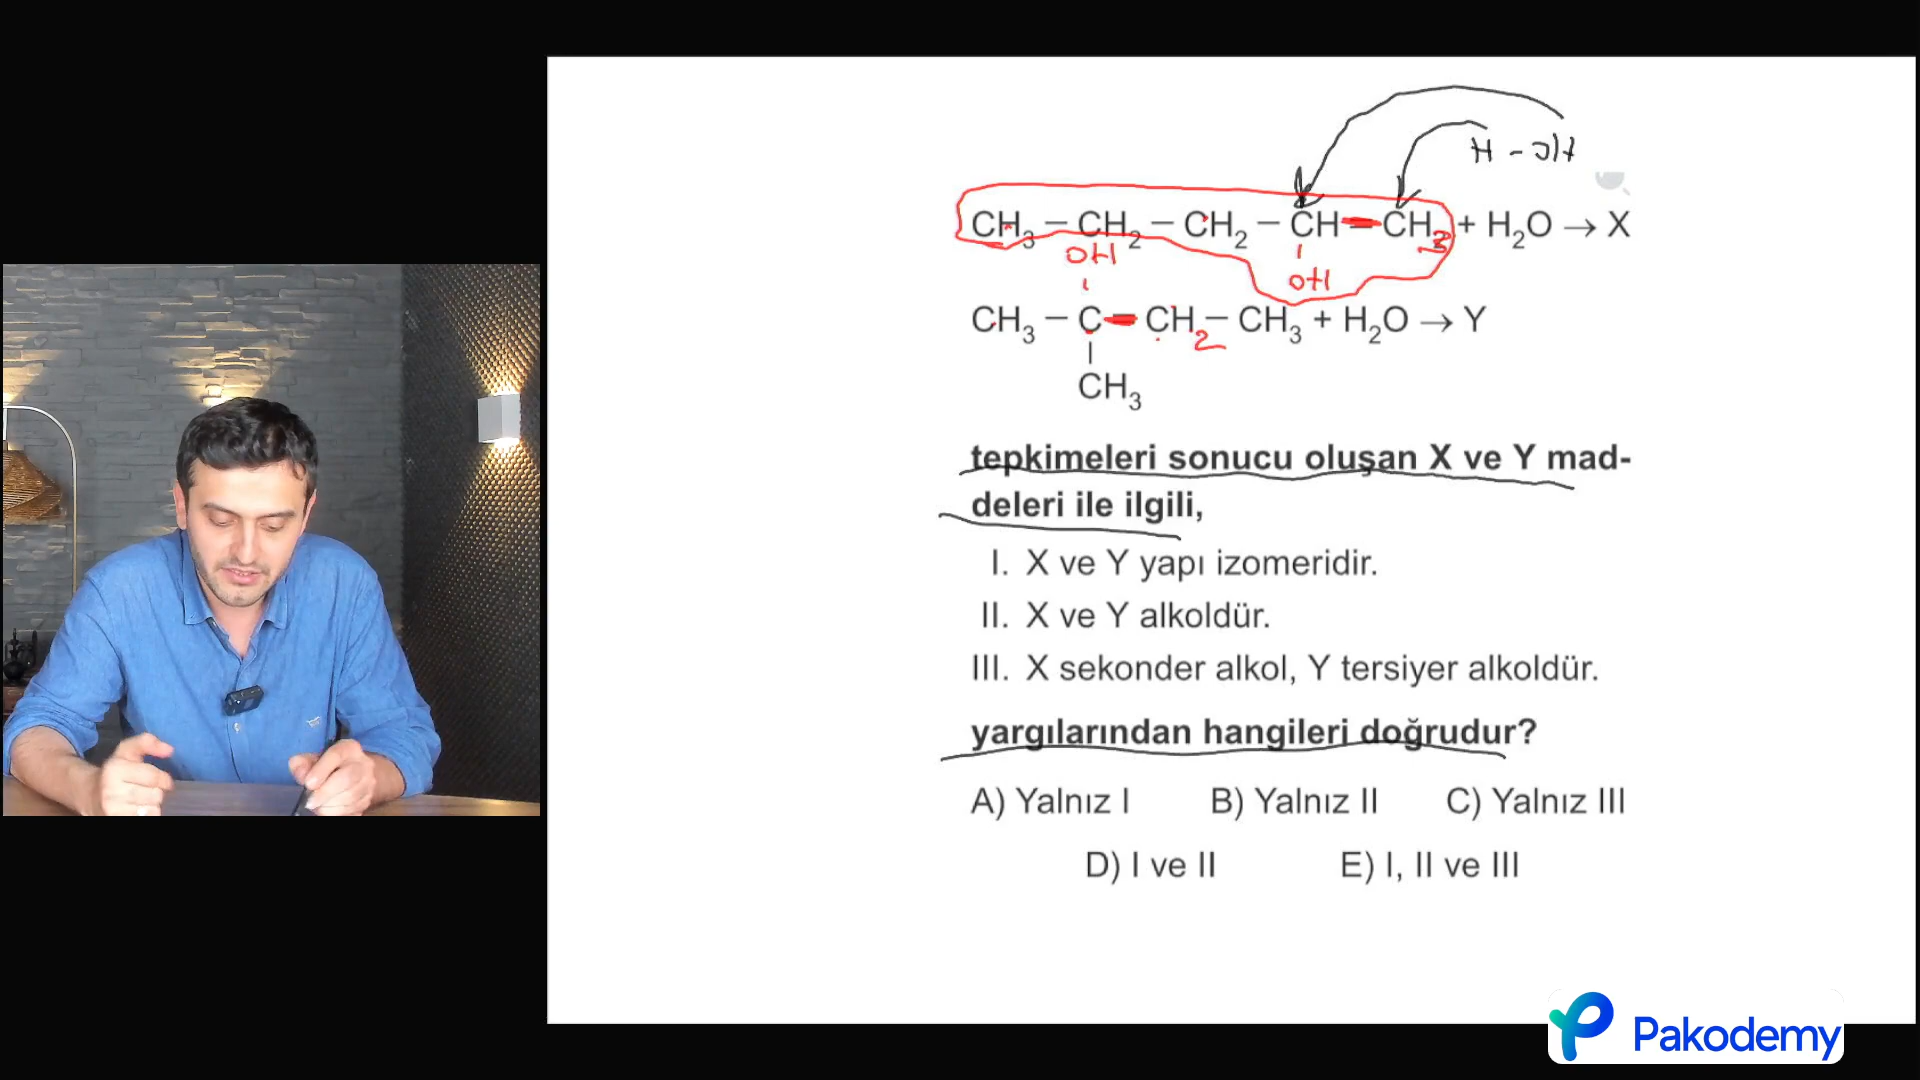 H - OH
CH3 – CH2 – CH2 – CH = CH3 + H2O → X
OH
OH
CH3 – C = CH2 – CH3 + H2O → Y
CH3
tepkimeleri sonucu oluşan X ve Y mad-
deleri ile ilgili,
I. X ve Y yapı izomeridir.
II. X ve Y alkoldür.
III. X sekonder alkol, Y tersiyer alkoldür.
yargılarından hangileri doğrudur?
A) Yalnız I B) Yalnız II C) Yalnız III
D) I ve II E) I, II ve III
Pakodemy